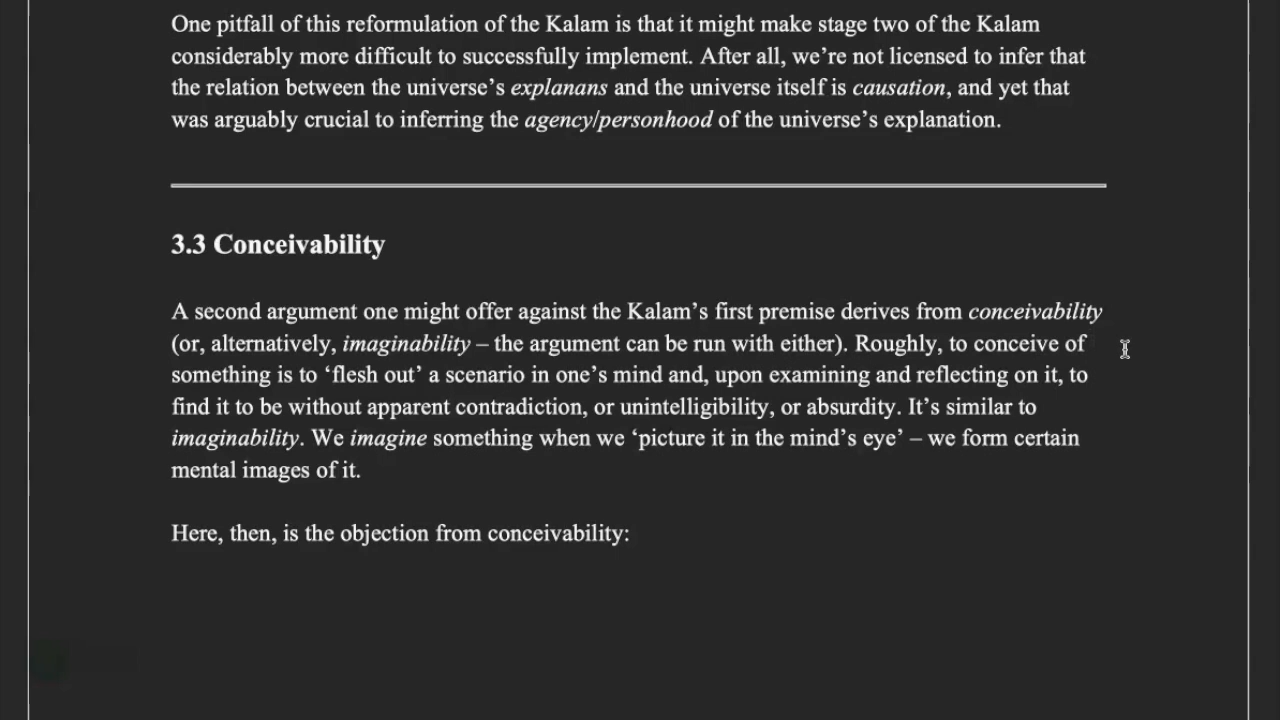 One pitfall of this reformulation of the Kalam is that it might make stage two of the Kalam
considerably more difficult to successfully implement. After all, we’re not licensed to infer that
the relation between the universe’s explanans and the universe itself is causation, and yet that
was arguably crucial to inferring the agency/personhood of the universe’s explanation.
3.3 Conceivability
A second argument one might offer against the Kalam’s first premise derives from conceivability
(or, alternatively, imaginability – the argument can be run with either). Roughly, to conceive of
something is to ‘flesh out’ a scenario in one’s mind and, upon examining and reflecting on it, to
find it to be without apparent contradiction, or unintelligibility, or absurdity. It’s similar to
imaginability. We imagine something when we ‘picture it in the mind’s eye’ – we form certain
mental images of it.
Here, then, is the objection from conceivability: